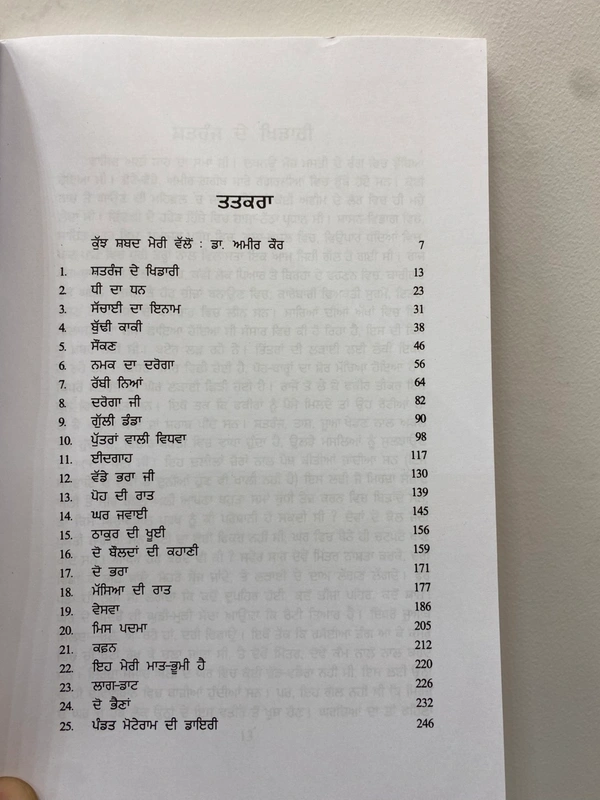 ਤਤਕਰਾ
ਕੁੱਝ ਸ਼ਬਦ ਮੇਰੀ ਵੱਲੋਂ : ਡਾ. ਅਮੀਰ ਕੌਰ 7
1. ਸ਼ਤਰੰਜ ਦੇ ਖਿਡਾਰੀ 13
2. ਧੀ ਦਾ ਧਨ 23
3. ਸੱਚਾਈ ਦਾ ਇਨਾਮ 31
4. ਬੁੱਢੀ ਕਾਕੀ 38
5. ਸੌਂਕਣ 46
6. ਨਮਕ ਦਾ ਦਰੋਗਾ 56
7. ਰੱਬੀ ਨਿਆਂ 64
8. ਦਰੋਗਾ ਜੀ 82
9. ਗੁੱਲੀ ਡੰਡਾ 90
10. ਪੁੱਤਰਾਂ ਵਾਲੀ ਵਿਧਵਾ 98
11. ਈਦਗਾਹ 117
12. ਵੱਡੇ ਭਰਾ ਜੀ 130
13. ਪੋਹ ਦੀ ਰਾਤ 139
14. ਘਰ ਜਵਾਈ 145
15. ਠਾਕੁਰ ਦੀ ਖੂਹੀ 156
16. ਦੋ ਬੌਲਦਾਂ ਦੀ ਕਹਾਣੀ 159
17. ਦੋ ਭਰਾ 171
18. ਮੱਸਿਆ ਦੀ ਰਾਤ 177
19. ਵੇਸਵਾ 186
20. ਮਿਸ ਪਦਮਾ 205
21. ਕਫ਼ਨ 212
22. ਇਹ ਮੇਰੀ ਮਾਤ-ਭੂਮੀ ਹੈ 220
23. ਲਾਗ-ਡਾਟ 226
24. ਦੋ ਭੈਣਾਂ 232
25. ਪੰਡਤ ਮੋਟੇਰਾਮ ਦੀ ਡਾਇਰੀ 246